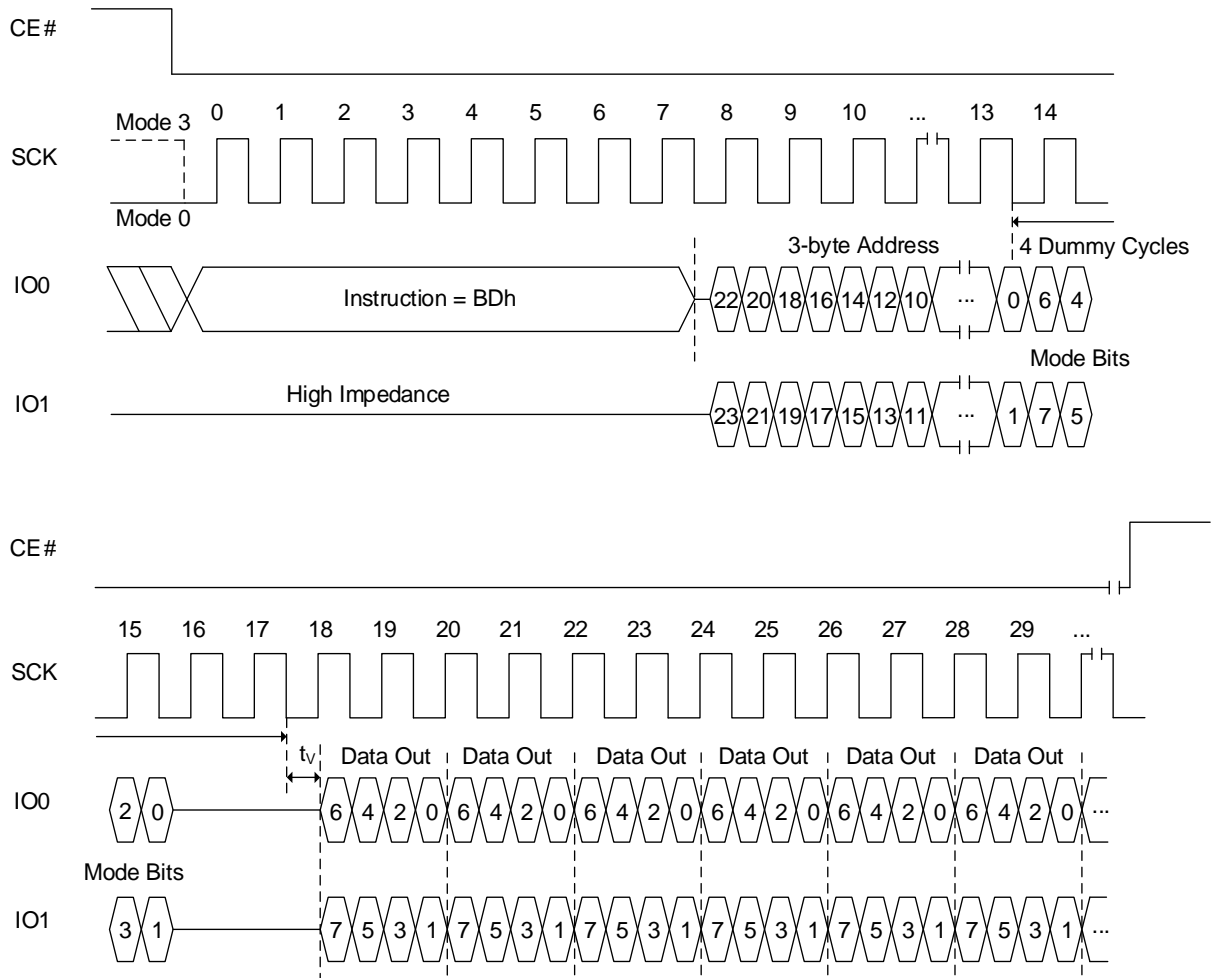 CE#
0 1 2 3 4 5 6 7 8 9 10 ... 13 14
Mode 3
SCK
Mode 0
3-byte Address 4 Dummy Cycles
IO0
Instruction = BDh
22 20 18 16 14 12 10 ... 0 6 4
Mode Bits
IO1
High Impedance
23 21 19 17 15 13 11 ... 1 7 5
CE#
15 16 17 18 19 20 21 22 23 24 25 26 27 28 29 ...
SCK
tV Data Out Data Out Data Out Data Out Data Out Data Out
IO0
2 0 6 4 2 0 6 4 2 0 6 4 2 0 6 4 2 0 6 4 2 0 6 4 2 0 ...
Mode Bits
IO1
3 1 7 5 3 1 7 5 3 1 7 5 3 1 7 5 3 1 7 5 3 1 7 5 3 1 ...